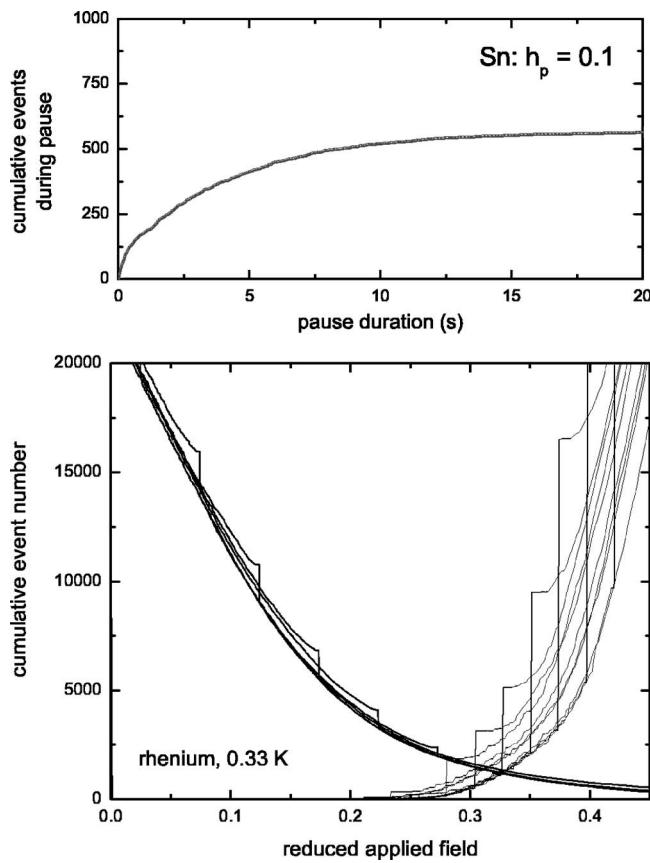 1000
750
500
250
0
cumulative events
during pause
Sn: hp = 0.1
0 5 10 15 20
pause duration (s)
20000
15000
10000
5000
0
cumulative event number
rhenium, 0.33 K
0.0 0.1 0.2 0.3 0.4
reduced applied field